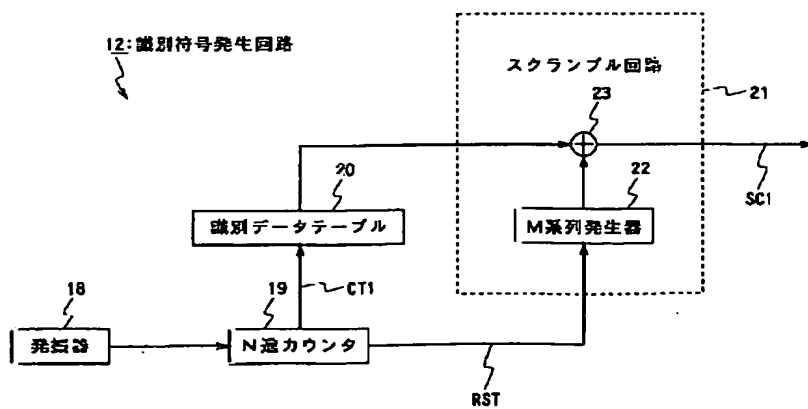 12:識別符号発生回路
スクランブル回路
23
21
20
22
SC1
識別データテーブル
M系列発生器
18
19
CT1
発振器
N進カウンタ
RST